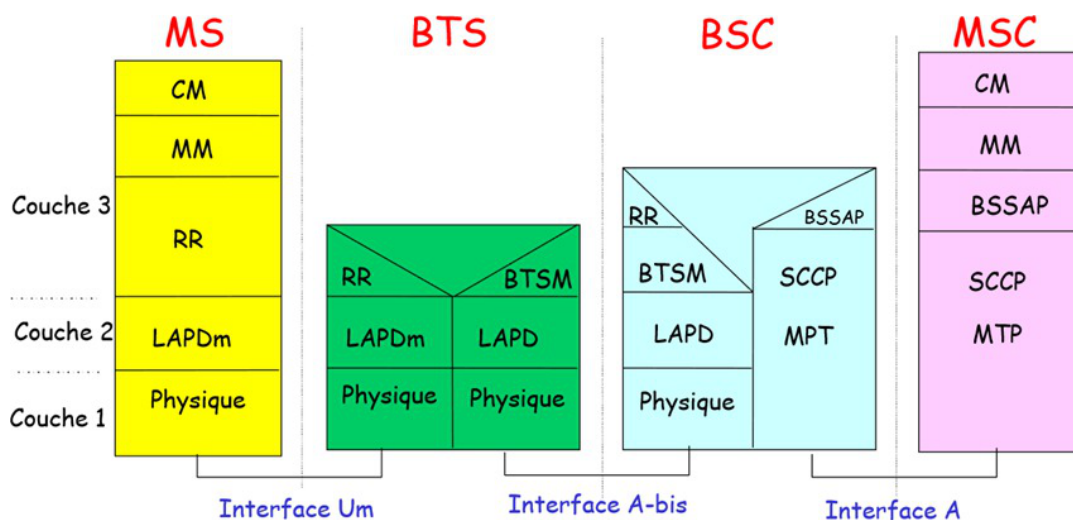 MS
BTS
BSC
MSC
CM
MM
RR
Couche 3
LAPDm
Couche 2
Physique
Couche 1
RR
BTSM
LAPDm
LAPD
Physique
Physique
RR
BSSAP
BTSM
SCCP
LAPD
MPT
Physique
CM
MM
BSSAP
SCCP
MTP
Interface Um
Interface A-bis
Interface A